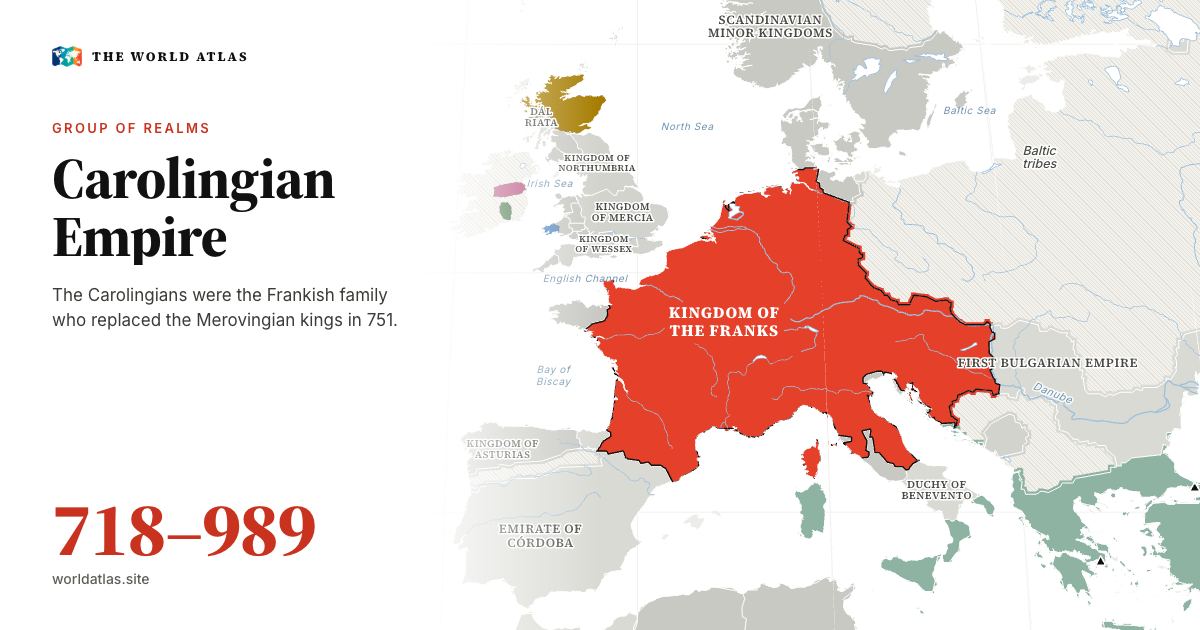 THE WORLD ATLAS
GROUP OF REALMS
Carolingian
Empire
The Carolingians were the Frankish family
who replaced the Merovingian kings in 751.
718–989
worldatlas.site
SCANDINAVIAN
MINOR KINGDOMS
DÁL
RIATA
North Sea
Baltic Sea
Baltic
tribes
KINGDOM OF
NORTHUMBRIA
Irish Sea
KINGDOM
OF MERCIA
KINGDOM
OF WESSEX
English Channel
KINGDOM OF
THE FRANKS
FIRST BULGARIAN EMPIRE
Bay of
Biscay
Danube
KINGDOM OF
ASTURIAS
DUCHY OF
BENEVENTO
EMIRATE OF
CÓRDOBA